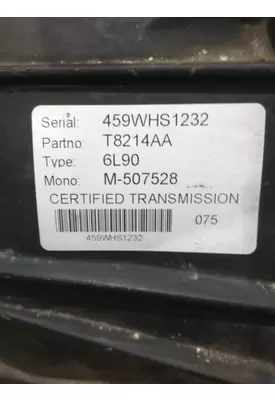 Serial: 459WHS1232
Partno: T8214AA
Type: 6L90
Mono: M-507528
CERTIFIED TRANSMISSION
075
459WHS1232